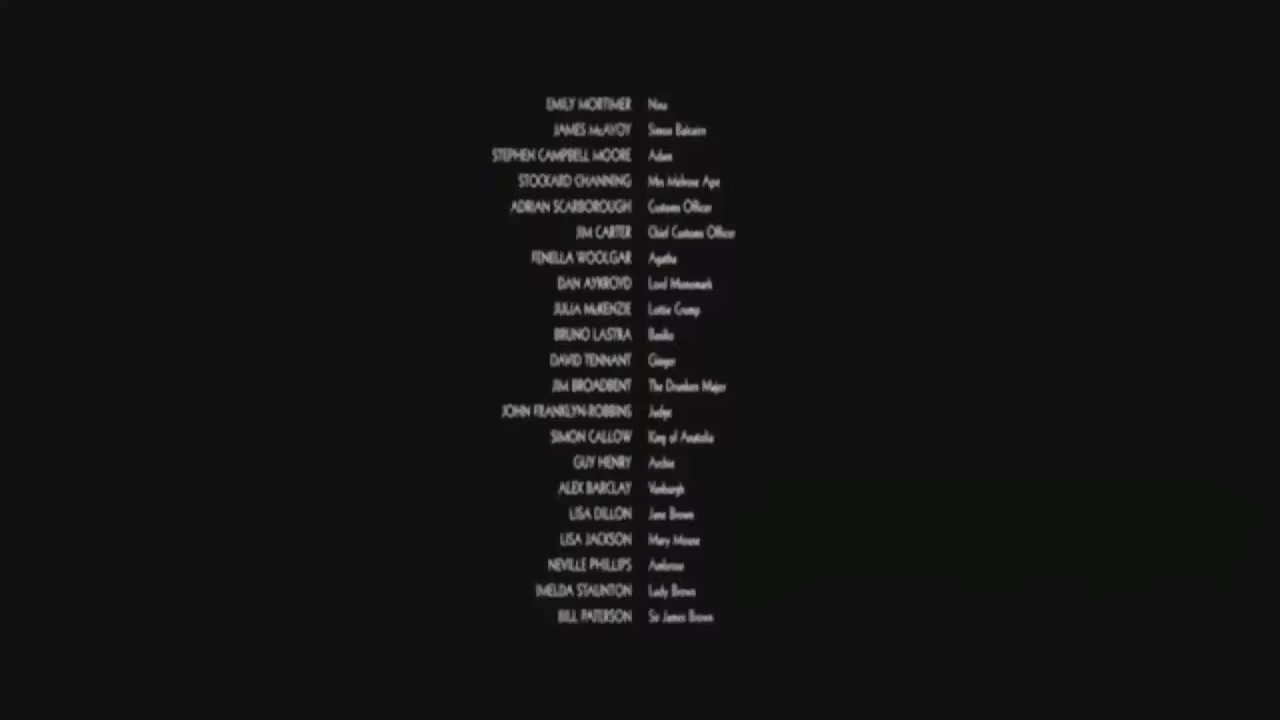 EMILY MORTIMER Nina
JAMES McAVOY Simon Balcairn
STEPHEN CAMPBELL MOORE Adam
STOCKARD CHANNING Mrs Melrose Ape
ADRIAN SCARBOROUGH Customs Officer
JIM CARTER Chief Customs Officer
FENELLA WOOLGAR Agatha
DAN AYKROYD Lord Monomark
JULIA McKENZIE Lottie Crump
BRUNO LASTRA Basilio
DAVID TENNANT Ginger
JIM BROADBENT The Drunken Major
JOHN FRANKLYN-ROBBINS Judge
SIMON CALLOW King of Anatolia
GUY HENRY Archie
ALEX BARCLAY Vanburgh
LISA DILLON Jane Brown
LISA JACKSON Mary Mouse
NEVILLE PHILLIPS Ambrose
IMELDA STAUNTON Lady Brown
BILL PATERSON Sir James Brown